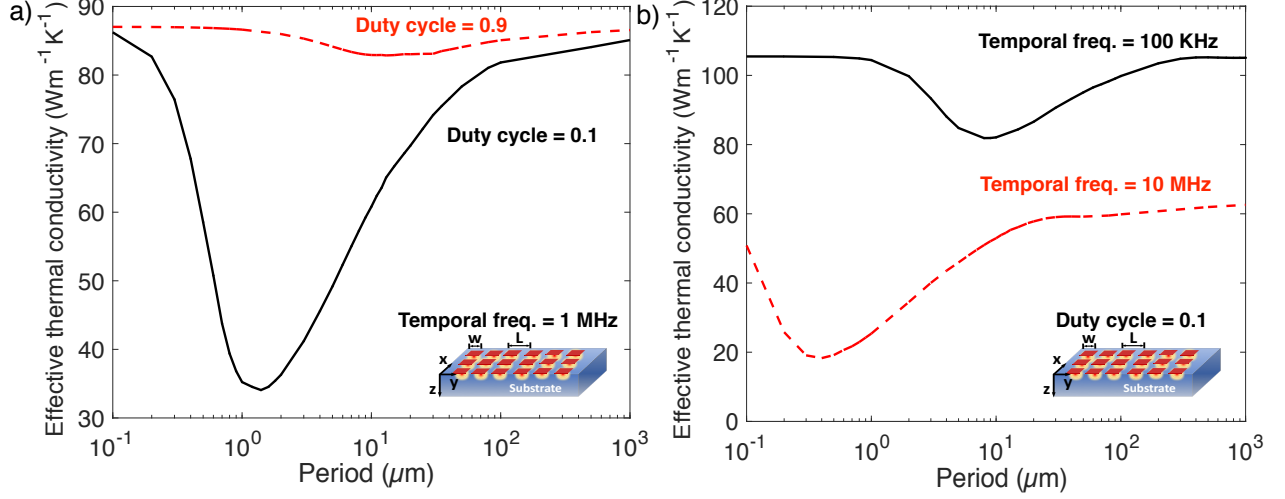 a)
Effective thermal conductivity (Wm⁻¹ K⁻¹)
90
80
70
60
50
40
30
Duty cycle = 0.9
Duty cycle = 0.1
Temporal freq. = 1 MHz
w
L
x
y
z
Substrate
10⁻¹ 10⁰ 10¹ 10² 10³
Period (µm)
b)
Effective thermal conductivity (Wm⁻¹ K⁻¹)
120
100
80
60
40
20
0
Temporal freq. = 100 KHz
Temporal freq. = 10 MHz
Duty cycle = 0.1
w
L
x
y
z
Substrate
10⁻¹ 10⁰ 10¹ 10² 10³
Period (µm)